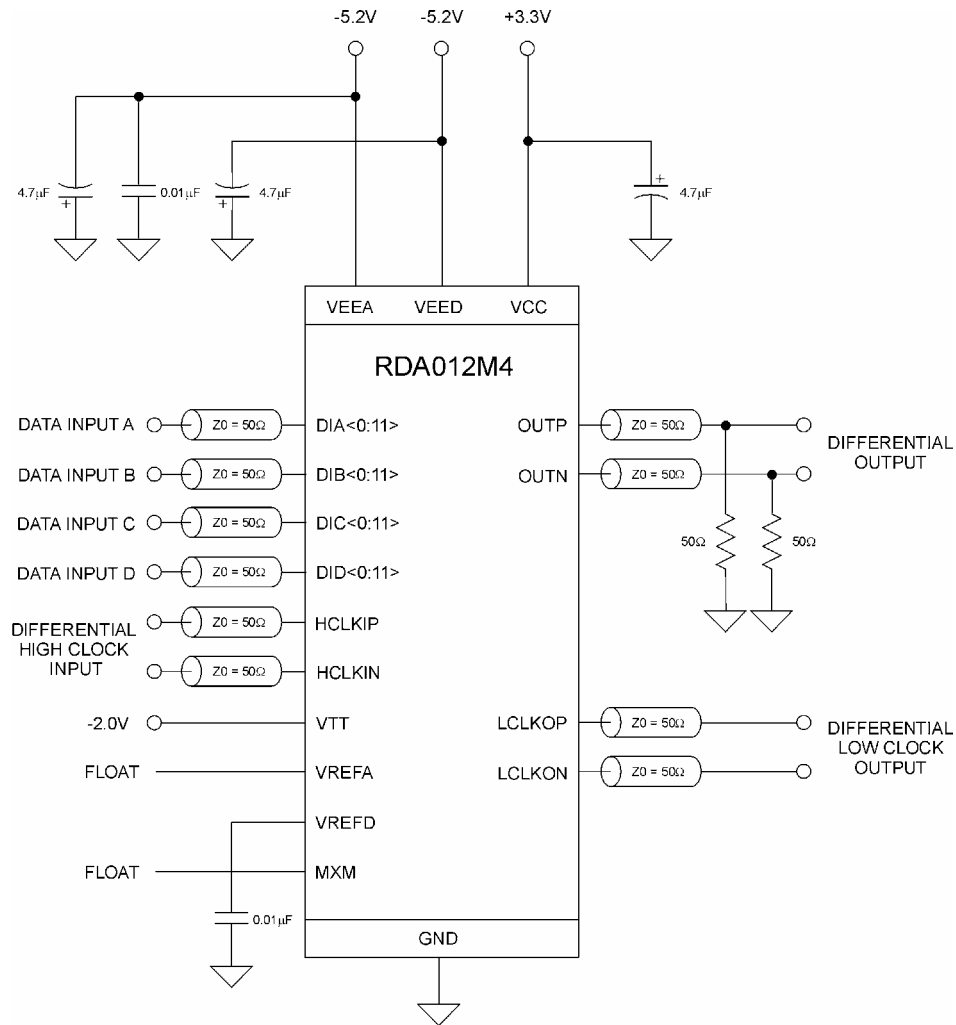 -5.2V -5.2V +3.3V
4.7µF + 0.01µF + 4.7µF + 4.7µF
VEEA VEED VCC
RDA012M4
DATA INPUT A Z0 = 50Ω DIA<0:11>
DATA INPUT B Z0 = 50Ω DIB<0:11>
DATA INPUT C Z0 = 50Ω DIC<0:11>
DATA INPUT D Z0 = 50Ω DID<0:11>
DIFFERENTIAL
HIGH CLOCK
INPUT
Z0 = 50Ω HCLKIP
Z0 = 50Ω HCLKIN
-2.0V VTT
FLOAT VREFA
VREFD
FLOAT MXM
0.01µF
OUTP Z0 = 50Ω
OUTN Z0 = 50Ω
DIFFERENTIAL
OUTPUT
50Ω 50Ω
LCLKOP Z0 = 50Ω
LCLKON Z0 = 50Ω
DIFFERENTIAL
LOW CLOCK
OUTPUT
GND